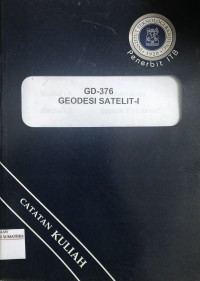 Penerbit ITB
GD-376
GEODESI SATELIT-I
CATATAN KULIAH